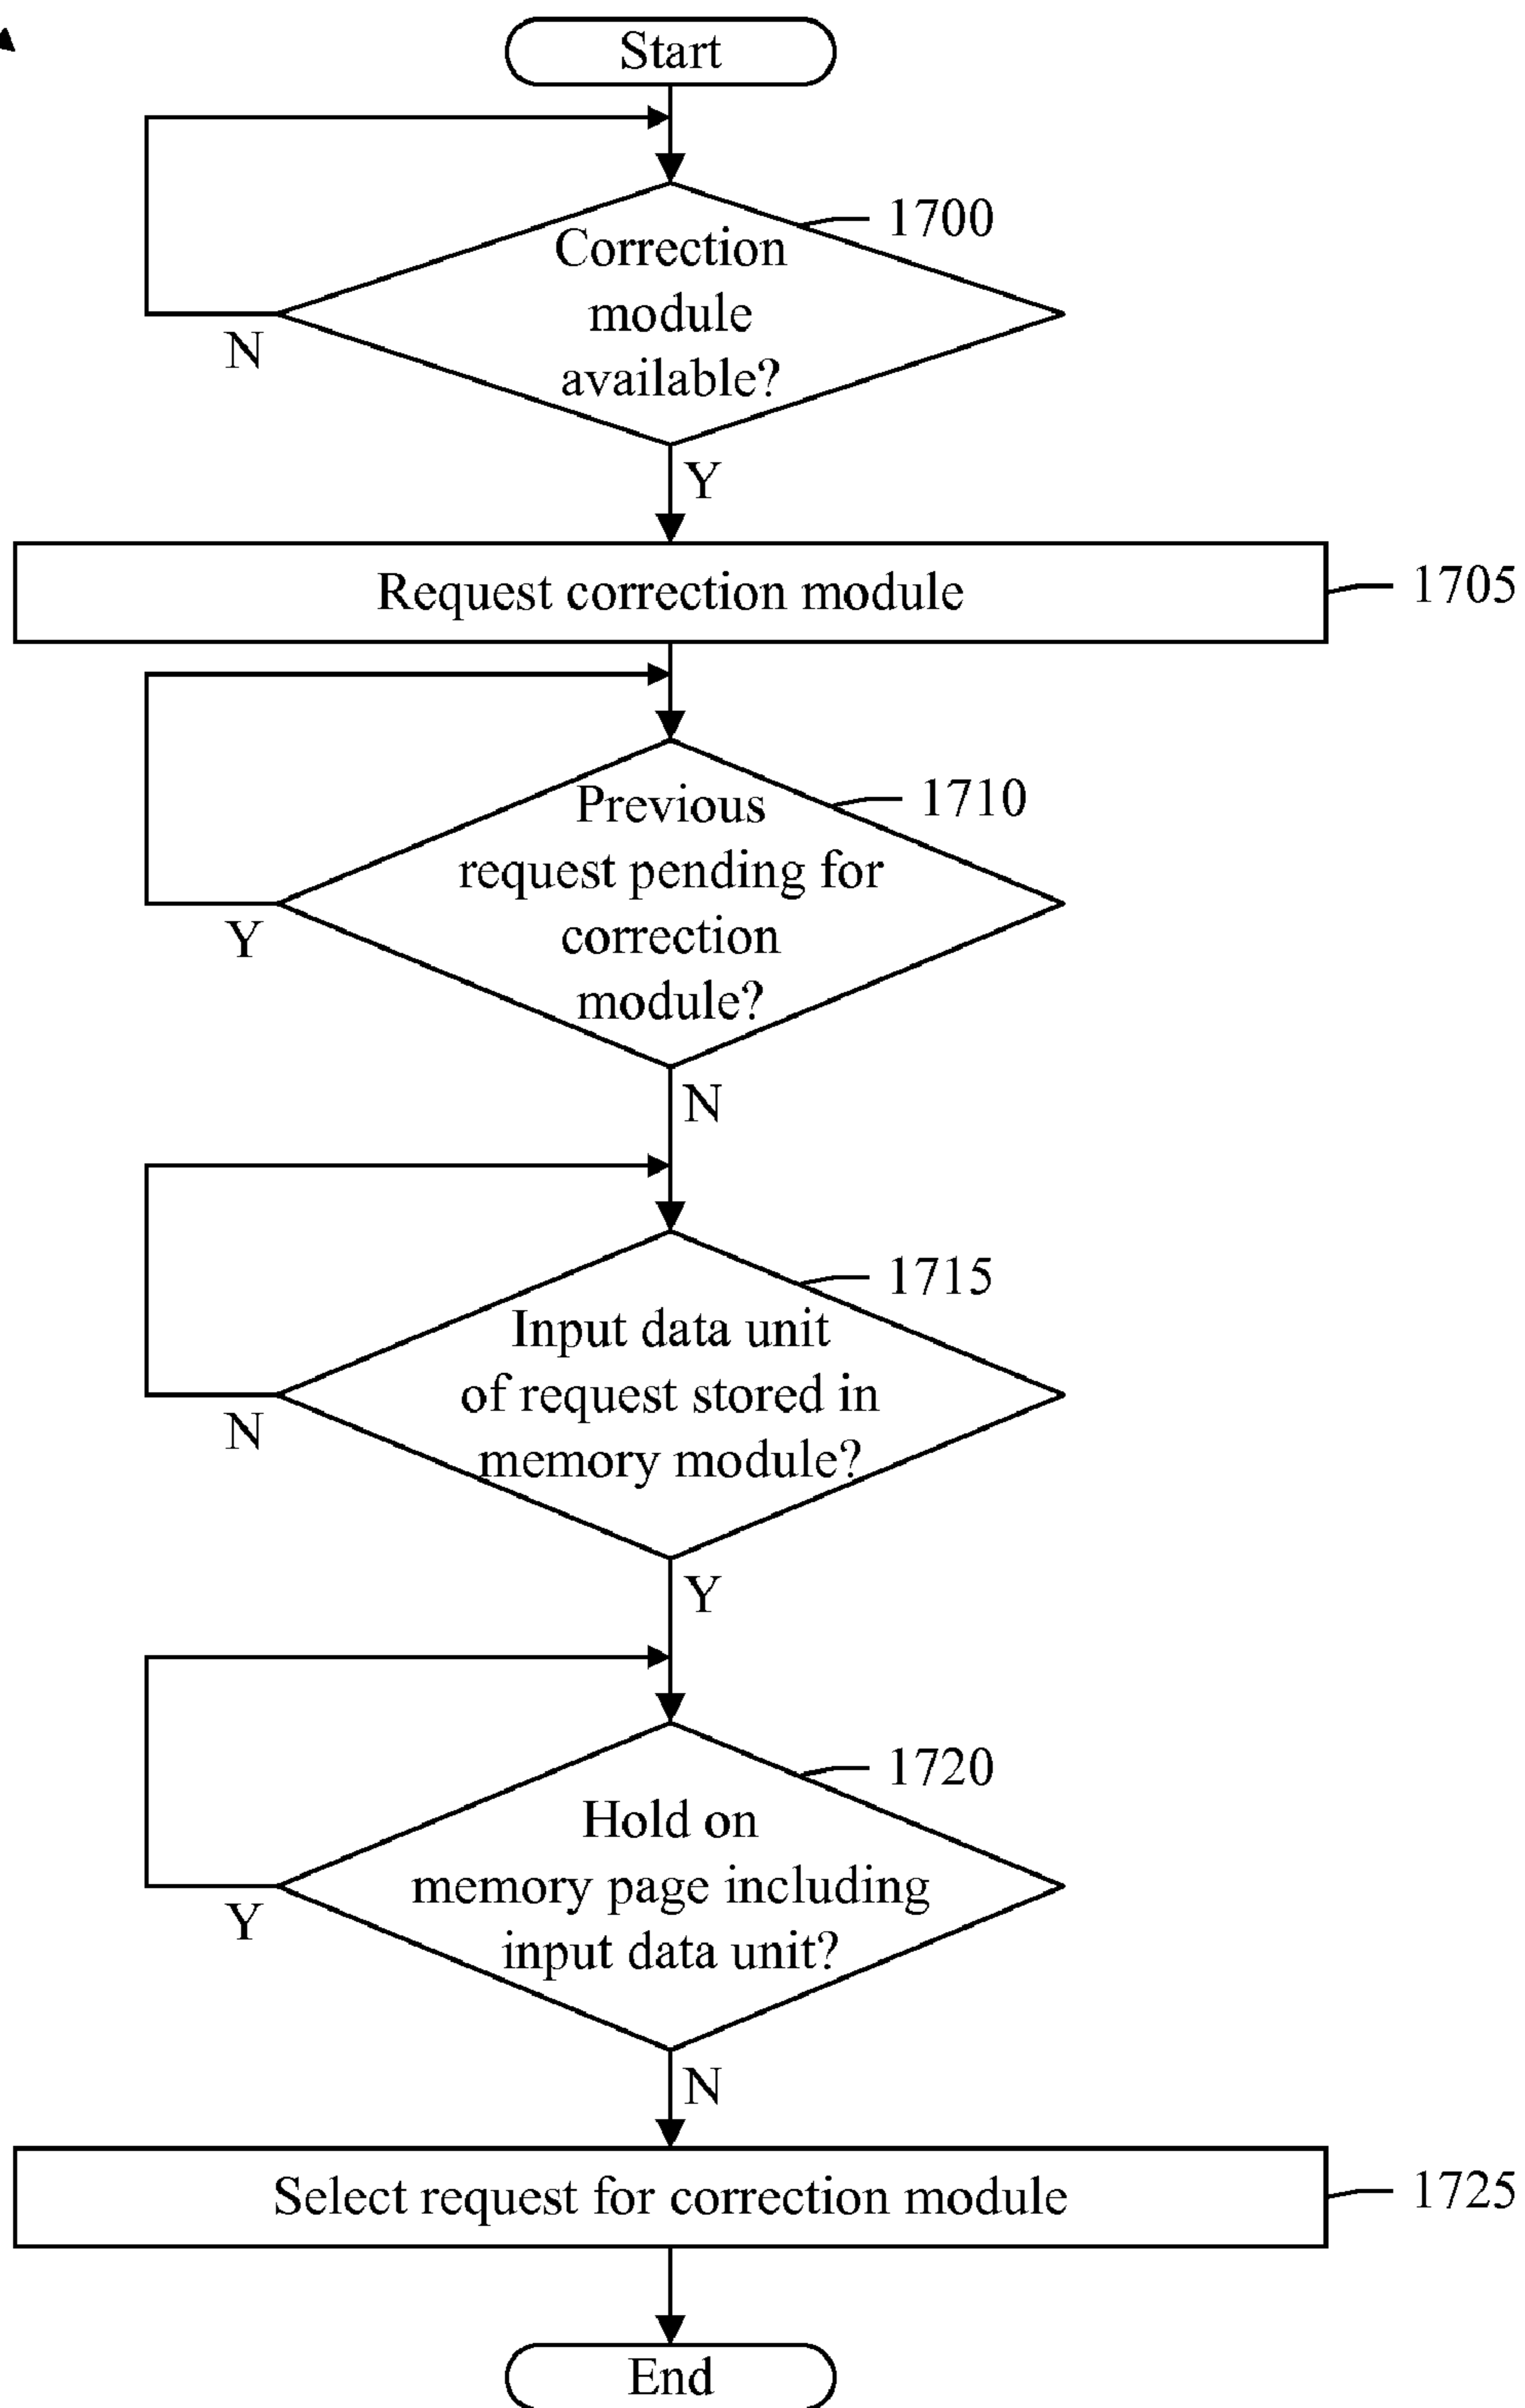 Start
1700
Correction
module
available?
N
Y
Request correction module
1705
1710
Previous
request pending for
correction
module?
Y
N
1715
Input data unit
of request stored in
memory module?
N
Y
1720
Hold on
memory page including
input data unit?
Y
N
Select request for correction module
1725
End